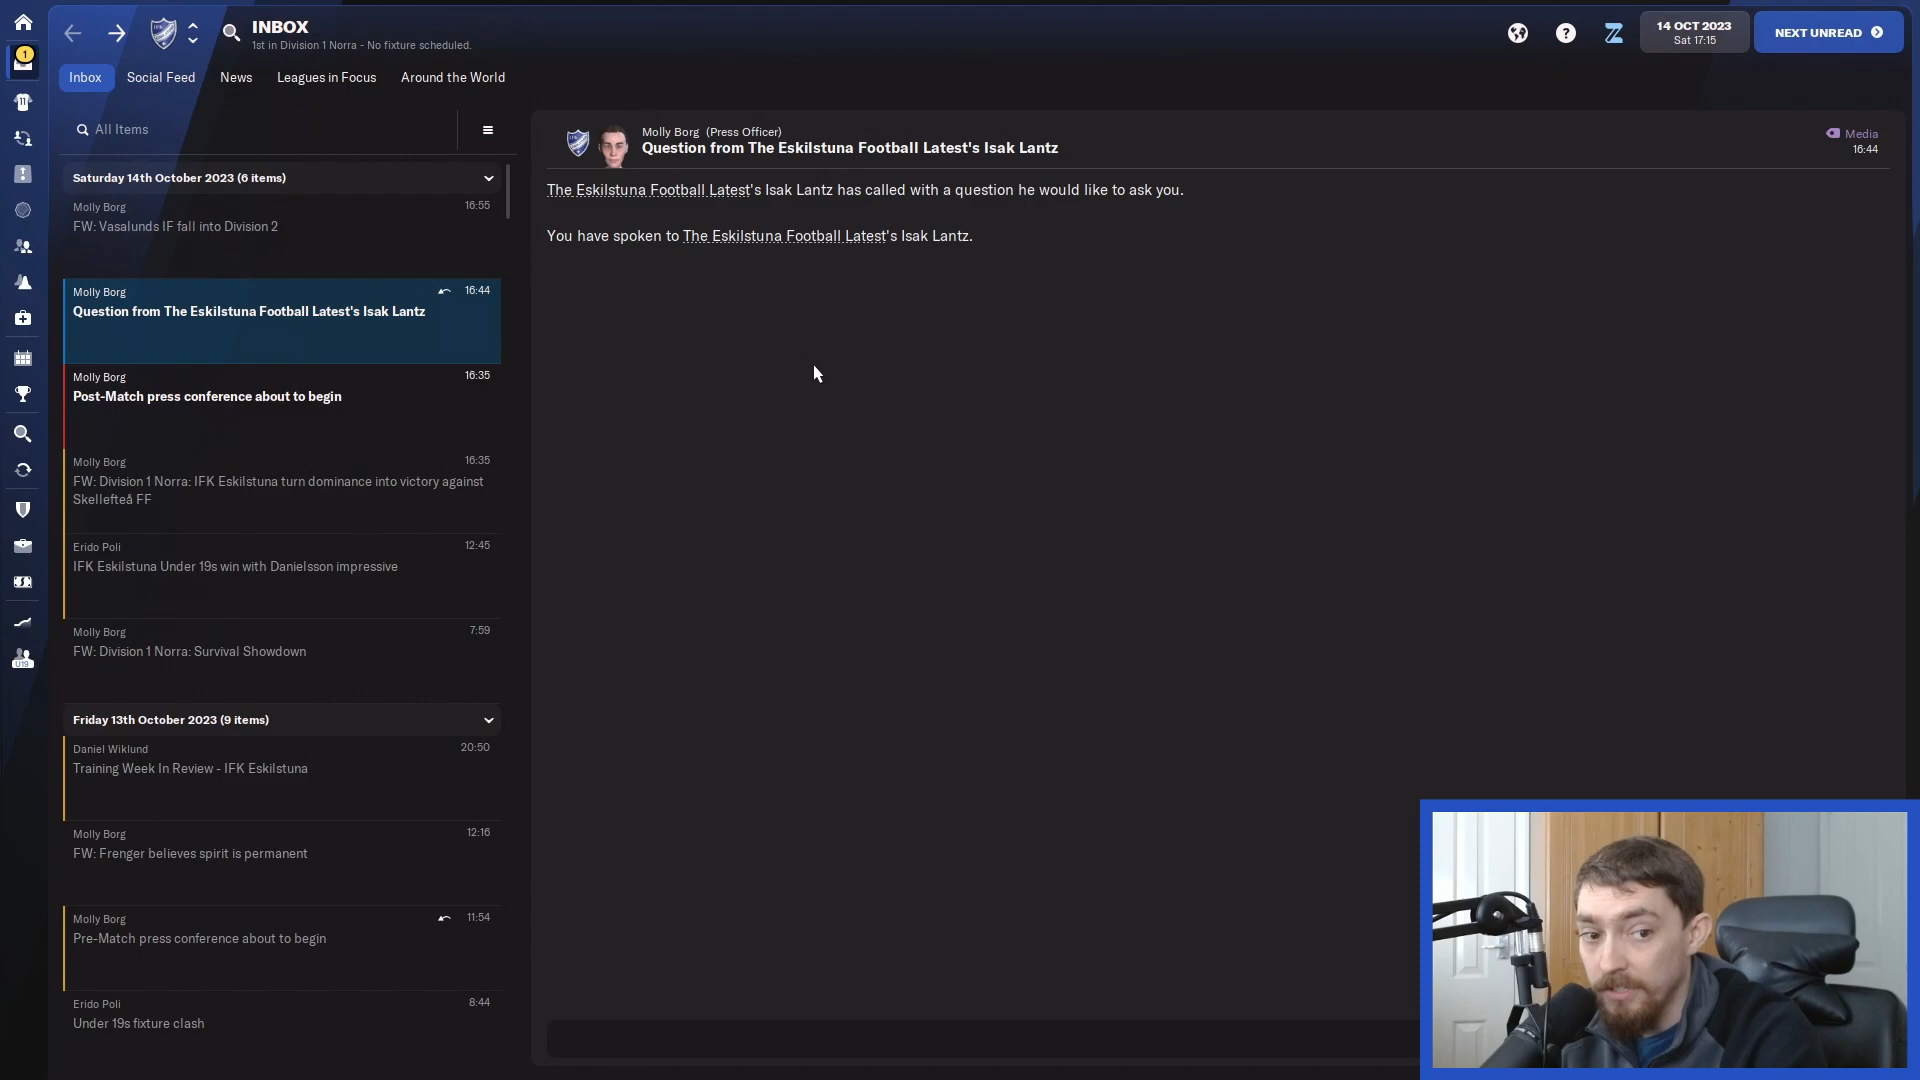 1
11
U19
INBOX
1st in Division 1 Norra - No fixture scheduled.
14 OCT 2023
Sat 17:15
NEXT UNREAD
Inbox
Social Feed
News
Leagues in Focus
Around the World
All Items
Saturday 14th October 2023 (6 items)
Molly Borg
16:55
FW: Vasalunds IF fall into Division 2
Molly Borg
16:44
Question from The Eskilstuna Football Latest's Isak Lantz
Molly Borg
16:35
Post-Match press conference about to begin
Molly Borg
16:35
FW: Division 1 Norra: IFK Eskilstuna turn dominance into victory against
Skellefteå FF
Erido Poli
12:45
IFK Eskilstuna Under 19s win with Danielsson impressive
Molly Borg
7:59
FW: Division 1 Norra: Survival Showdown
Friday 13th October 2023 (9 items)
Daniel Wiklund
20:50
Training Week In Review - IFK Eskilstuna
Molly Borg
12:16
FW: Frenger believes spirit is permanent
Molly Borg
11:54
Pre-Match press conference about to begin
Erido Poli
8:44
Under 19s fixture clash
Molly Borg (Press Officer)
Question from The Eskilstuna Football Latest's Isak Lantz
Media
16:44
The Eskilstuna Football Latest's Isak Lantz has called with a question he would like to ask you.
You have spoken to The Eskilstuna Football Latest's Isak Lantz.